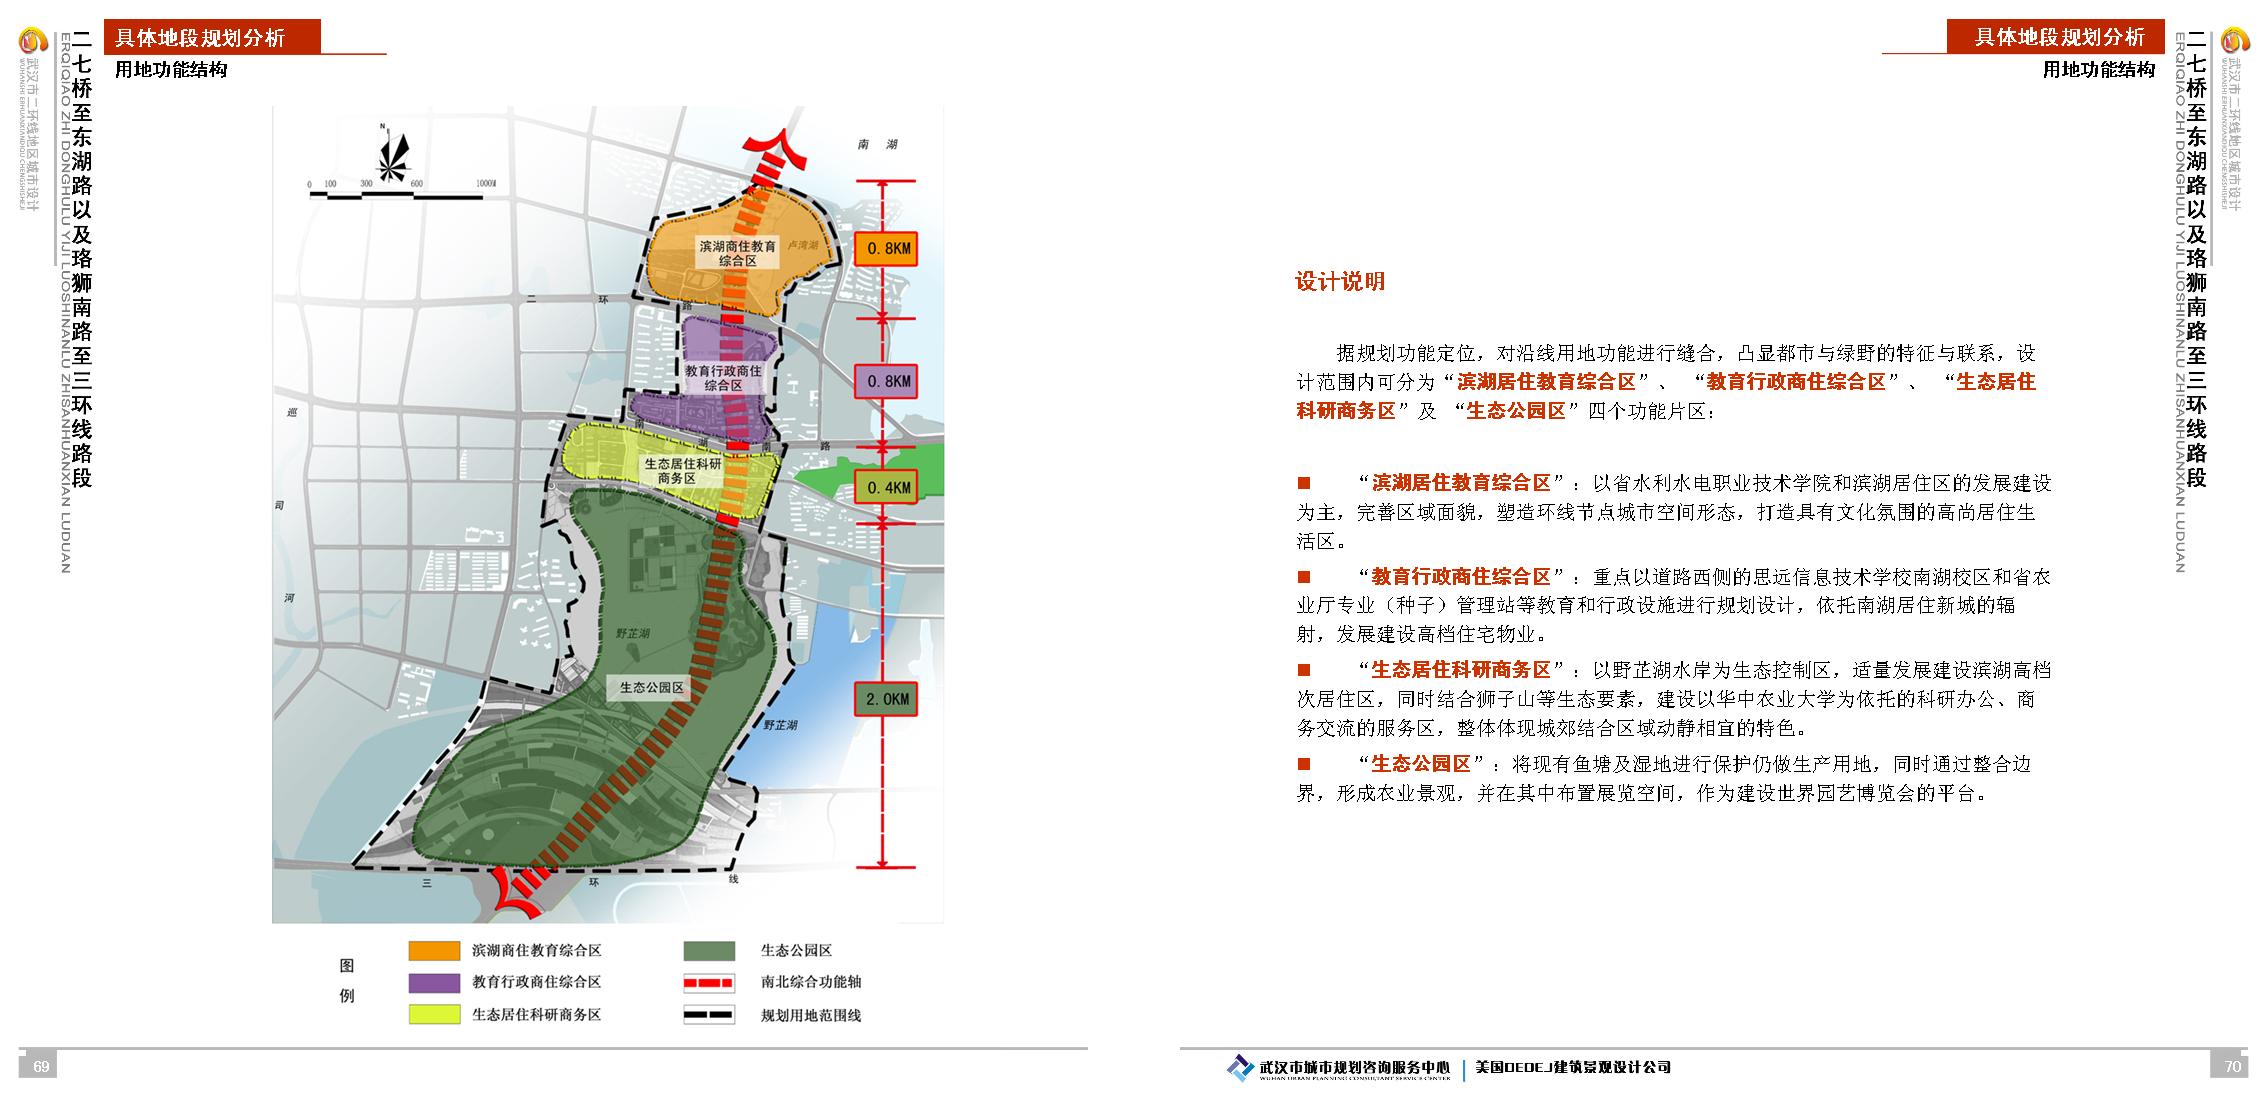 具体地段规划分析
用地功能结构
二七桥至东湖路以及珞狮南路至三环线路段
ERQIQIAO ZHI DONGHULU YIJI LUOSHINANLU ZHISANHUANXIAN LUDUAN
武汉市二环线地区城市设计
WUHANSHI ERHUANXIANDIQU CHENGSHISHEJI
N
0 100 300 600 1000M
南 湖
滨湖商住教育
综合区
卢湾湖
0.8KM
二 环 路
教育行政商住
综合区
0.8KM
巡 司 河
南 湖 南 路
生态居住科研
商务区
0.4KM
野芷湖
生态公园区
2.0KM
野芷湖
三 环 线
图例
滨湖商住教育综合区
教育行政商住综合区
生态居住科研商务区
生态公园区
南北综合功能轴
规划用地范围线
69
具体地段规划分析
用地功能结构
二七桥至东湖路以及珞狮南路至三环线路段
ERQIQIAO ZHI DONGHULU YIJI LUOSHINANLU ZHISANHUANXIAN LUDUAN
武汉市二环线地区城市设计
WUHANSHI ERHUANXIANDIQU CHENGSHISHEJI
设计说明
据规划功能定位，对沿线用地功能进行缝合，凸显都市与绿野的特征与联系，设
计范围内可分为“滨湖居住教育综合区”、 “教育行政商住综合区”、 “生态居住
科研商务区”及 “生态公园区”四个功能片区：
■ “滨湖居住教育综合区”：以省水利水电职业技术学院和滨湖居住区的发展建设
为主，完善区域面貌，塑造环线节点城市空间形态，打造具有文化氛围的高尚居住生
活区。
■ “教育行政商住综合区”：重点以道路西侧的思远信息技术学校南湖校区和省农
业厅专业（种子）管理站等教育和行政设施进行规划设计，依托南湖居住新城的辐
射，发展建设高档住宅物业。
■ “生态居住科研商务区”：以野芷湖水岸为生态控制区，适量发展建设滨湖高档
次居住区，同时结合狮子山等生态要素，建设以华中农业大学为依托的科研办公、商
务交流的服务区，整体体现城郊结合区域动静相宜的特色。
■ “生态公园区”：将现有鱼塘及湿地进行保护仍做生产用地，同时通过整合边
界，形成农业景观，并在其中布置展览空间，作为建设世界园艺博览会的平台。
武汉市城市规划咨询服务中心
WUHAN URBAN PLANNING CONSULTANT SERVICE CENTER
美国DEDEJ建筑景观设计公司
70